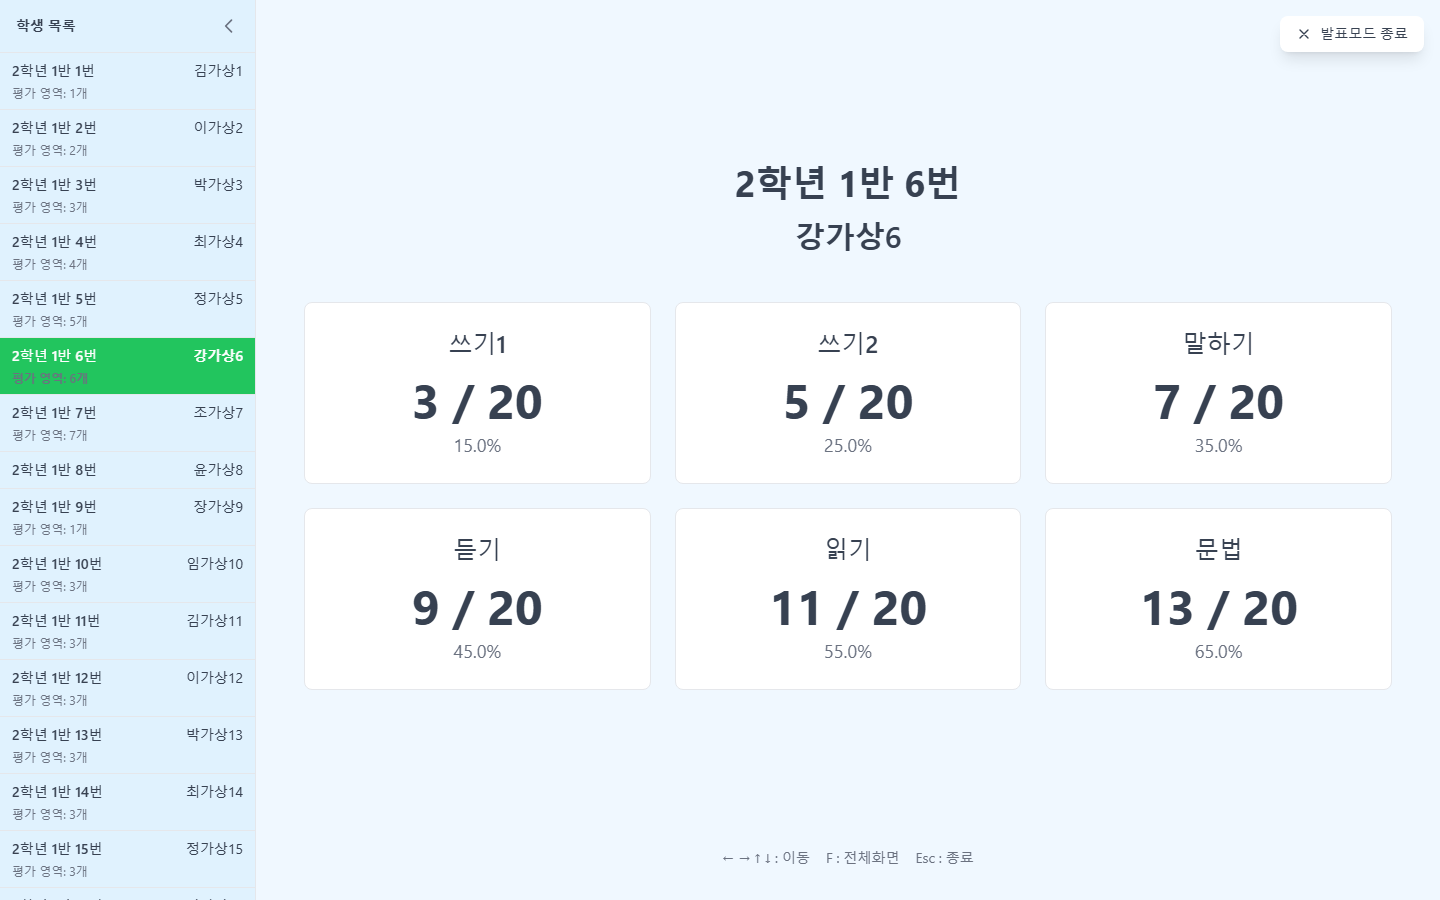 학생 목록
2학년 1반 1번 김가상1
평가 영역: 1개
2학년 1반 2번 이가상2
평가 영역: 2개
2학년 1반 3번 박가상3
평가 영역: 3개
2학년 1반 4번 최가상4
평가 영역: 4개
2학년 1반 5번 정가상5
평가 영역: 5개
2학년 1반 6번 강가상6
평가 영역: 6개
2학년 1반 7번 조가상7
평가 영역: 7개
2학년 1반 8번 윤가상8
2학년 1반 9번 장가상9
평가 영역: 1개
2학년 1반 10번 임가상10
평가 영역: 3개
2학년 1반 11번 김가상11
평가 영역: 3개
2학년 1반 12번 이가상12
평가 영역: 3개
2학년 1반 13번 박가상13
평가 영역: 3개
2학년 1반 14번 최가상14
평가 영역: 3개
2학년 1반 15번 정가상15
평가 영역: 3개
발표모드 종료
2학년 1반 6번
강가상6
쓰기1
3 / 20
15.0%
쓰기2
5 / 20
25.0%
말하기
7 / 20
35.0%
듣기
9 / 20
45.0%
읽기
11 / 20
55.0%
문법
13 / 20
65.0%
← → ↑ ↓ : 이동 F : 전체화면 Esc : 종료